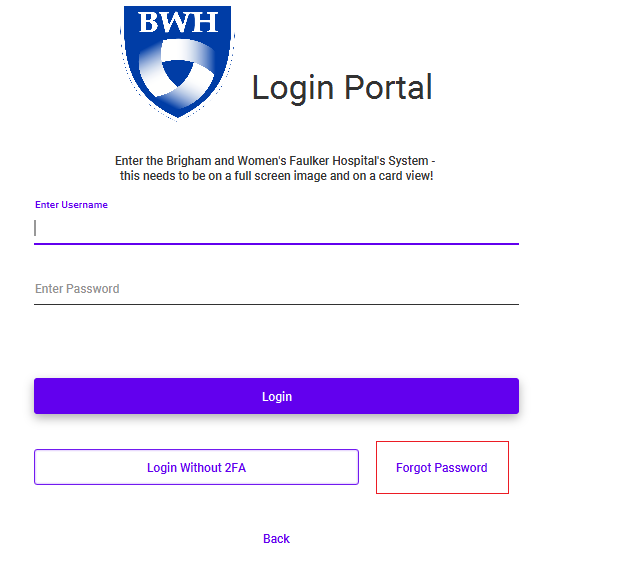 BWH
Login Portal
Enter the Brigham and Women's Faulker Hospital's System -
this needs to be on a full screen image and on a card view!
Enter Username
Enter Password
Login
Login Without 2FA
Forgot Password
Back